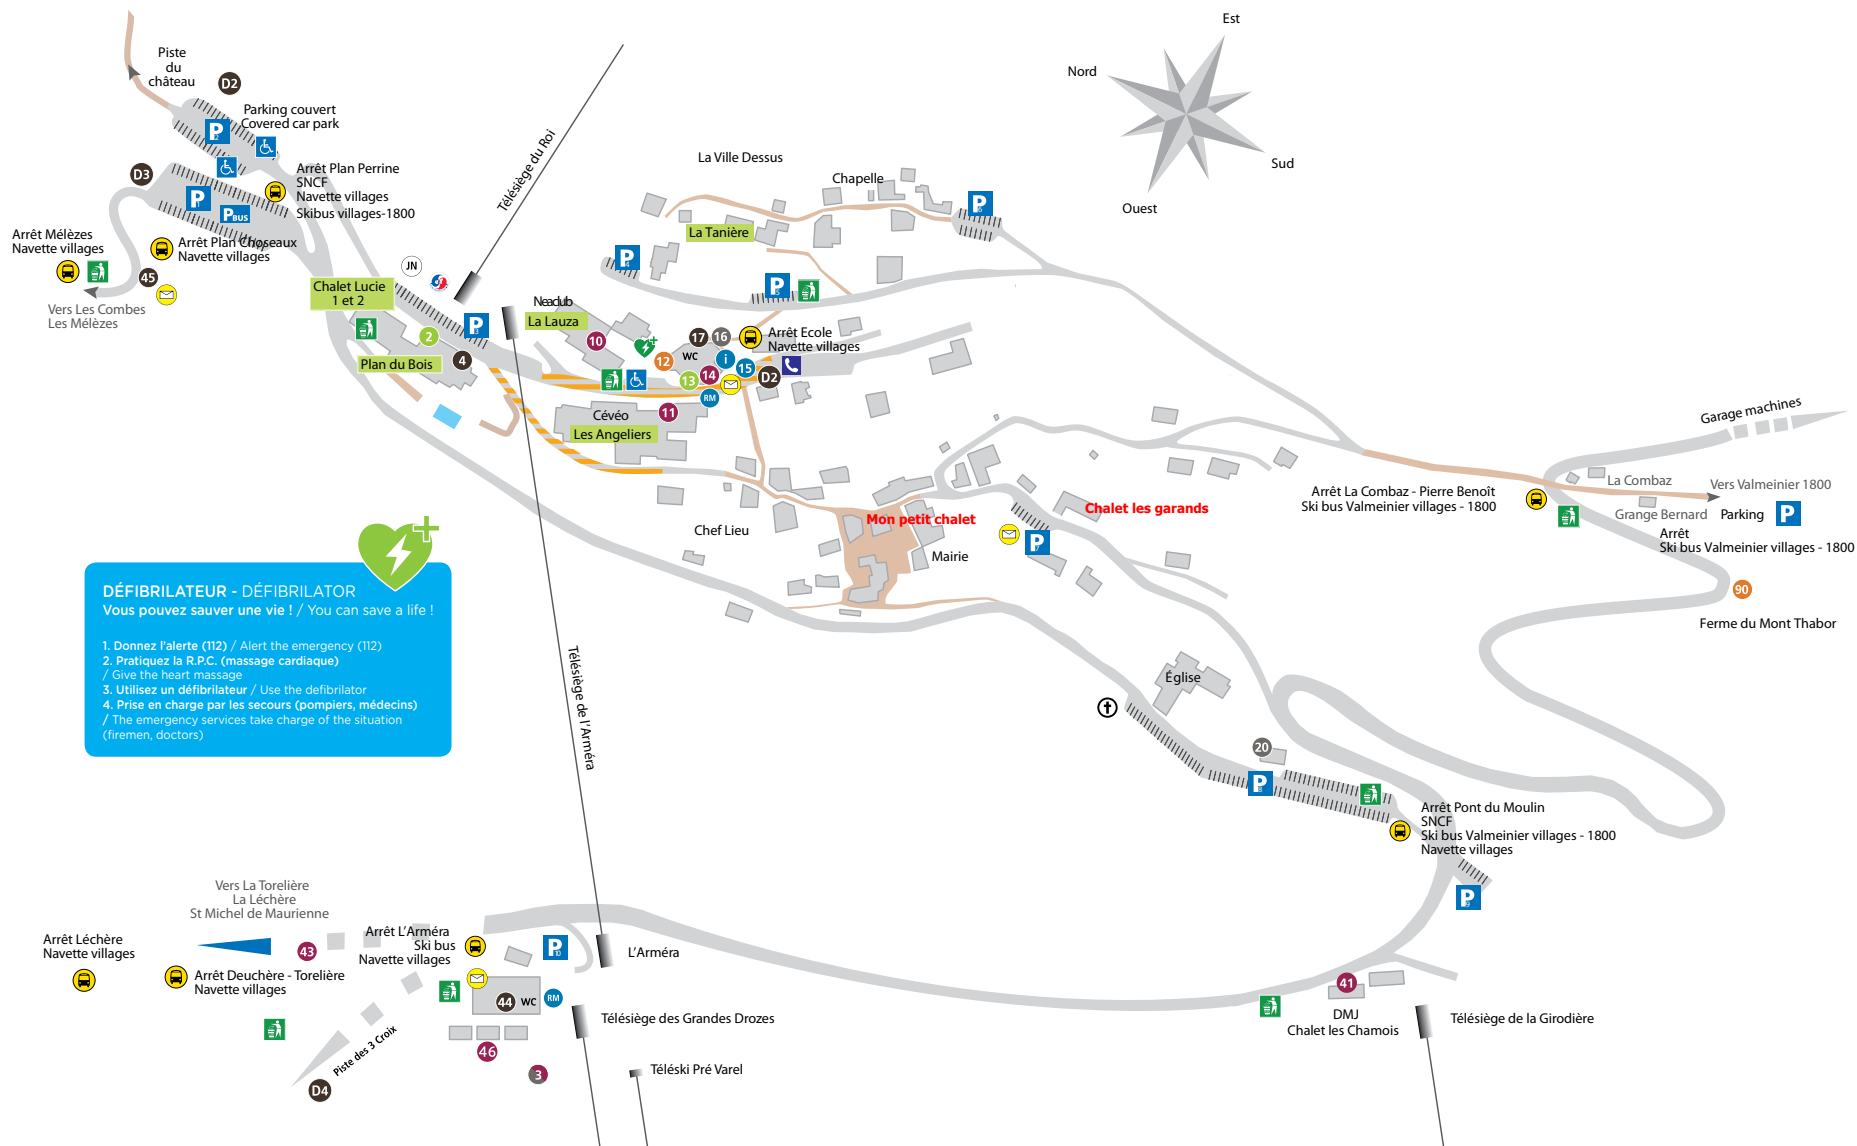 Est
Nord
Sud
Ouest
Piste
du
château
D2
Parking couvert
Covered car park
P
2
D3
P
1
P BUS
Arrêt Plan Perrine
SNCF
Navette villages
Skibus villages-1800
Arrêt Mélèzes
Navette villages
Arrêt Plan Choseaux
Navette villages
45
Vers Les Combes
Les Mélèzes
JN
Chalet Lucie
1 et 2
2
4
Plan du Bois
P
3
Télésiège du Roi
Neaclub
La Lauza
10
La Ville Dessus
Chapelle
La Tanière
P
4
P
5
P
6
12
WC
17
16
i
15
13
14
D2
RM
Arrêt Ecole
Navette villages
Cévéo
11
Les Angeliers
Chef Lieu
Mon petit chalet
Mairie
Chalet les garands
P
Garage machines
La Combaz
Vers Valmeinier 1800
Arrêt La Combaz - Pierre Benoît
Ski bus Valmeinier villages - 1800
Grange Bernard
Parking
P
Arrêt
Ski bus Valmeinier villages - 1800
90
Ferme du Mont Thabor
DÉFIBRILATEUR - DÉFIBRILATOR
Vous pouvez sauver une vie ! / You can save a life !
1. Donnez l'alerte (112) / Alert the emergency (112)
2. Pratiquez la R.P.C. (massage cardiaque)
/ Give the heart massage
3. Utilisez un défibrilateur / Use the defibrilator
4. Prise en charge par les secours (pompiers, médecins)
/ The emergency services take charge of the situation
(firemen, doctors)
Télésiège de l'Arméra
Église
20
P
8
Arrêt Pont du Moulin
SNCF
Ski bus Valmeinier villages - 1800
Navette villages
P
9
Vers La Torelière
La Léchère
St Michel de Maurienne
Arrêt Léchère
Navette villages
43
Arrêt Deuchère - Torelière
Navette villages
Arrêt L'Arméra
Ski bus
Navette villages
P
10
L'Arméra
44
WC
RM
46
3
Piste des 3 Croix
D4
Télésiège des Grandes Drozes
Téléski Pré Varel
41
DMJ
Chalet les Chamois
Télésiège de la Girodière